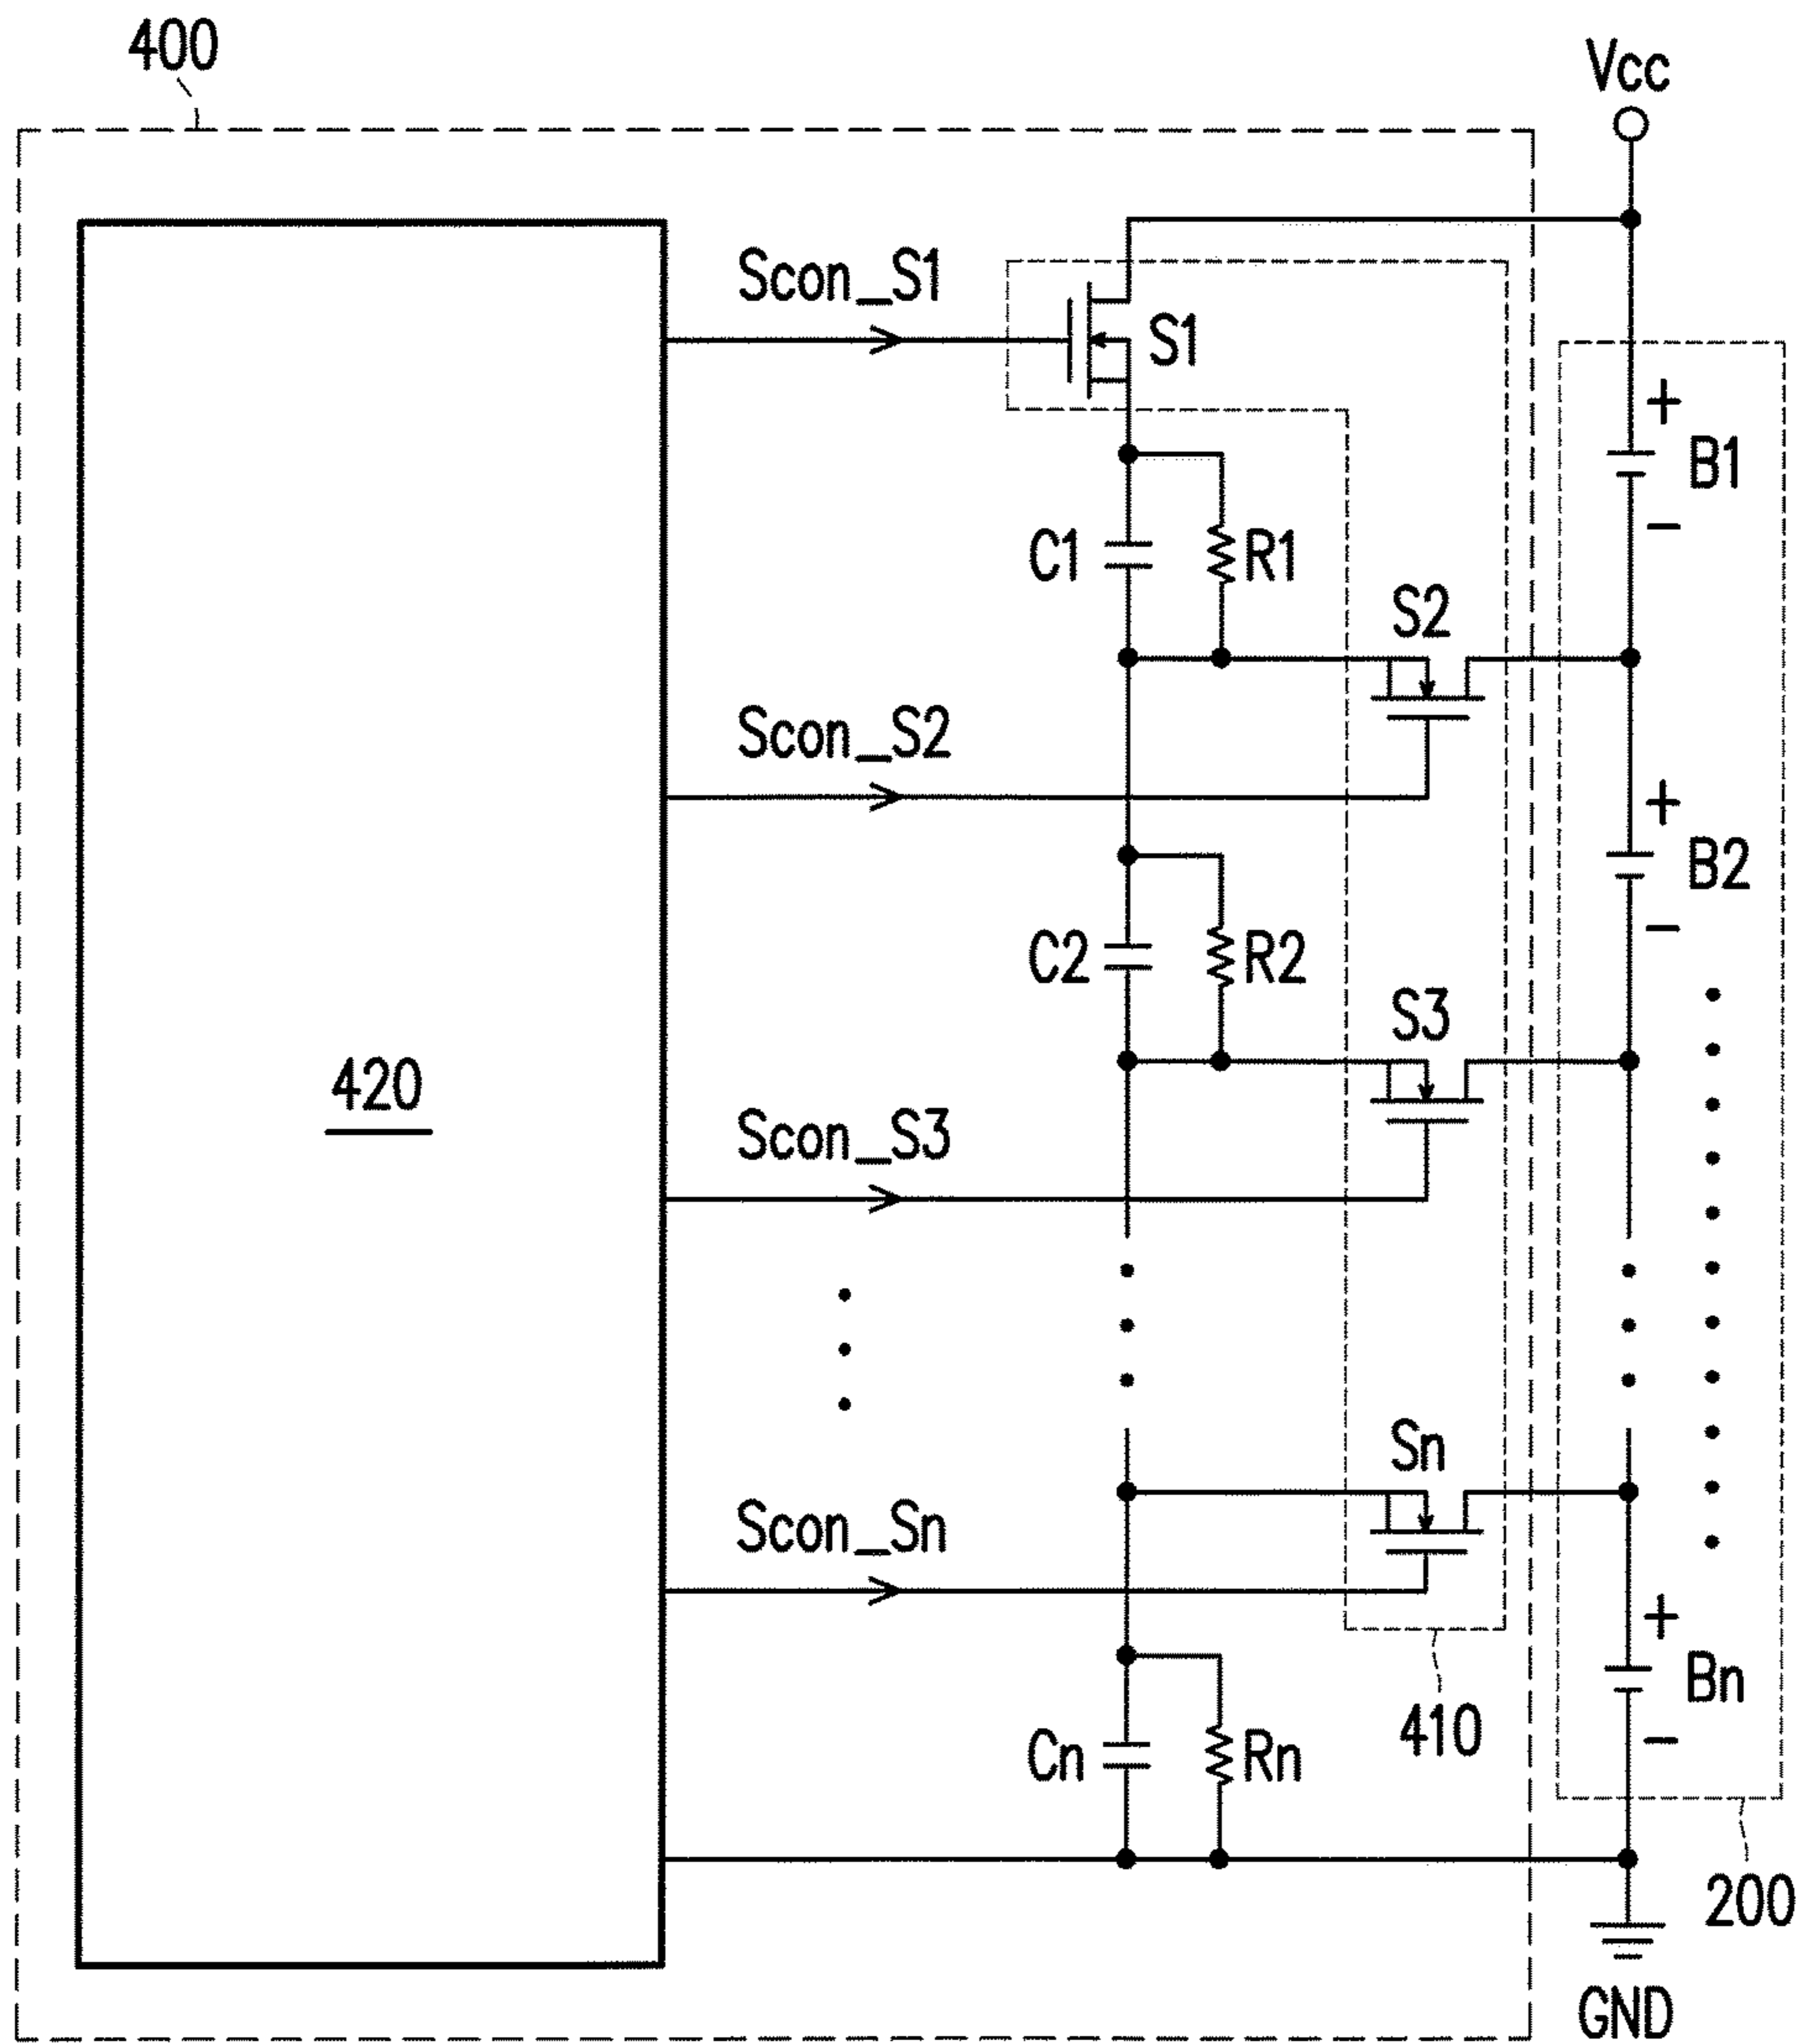 400
Vcc
Scon_S1
S1
+
B1
−
C1
R1
S2
Scon_S2
+
B2
−
C2
R2
S3
420
Scon_S3
Sn
Scon_Sn
+
Bn
−
410
Cn
Rn
200
GND